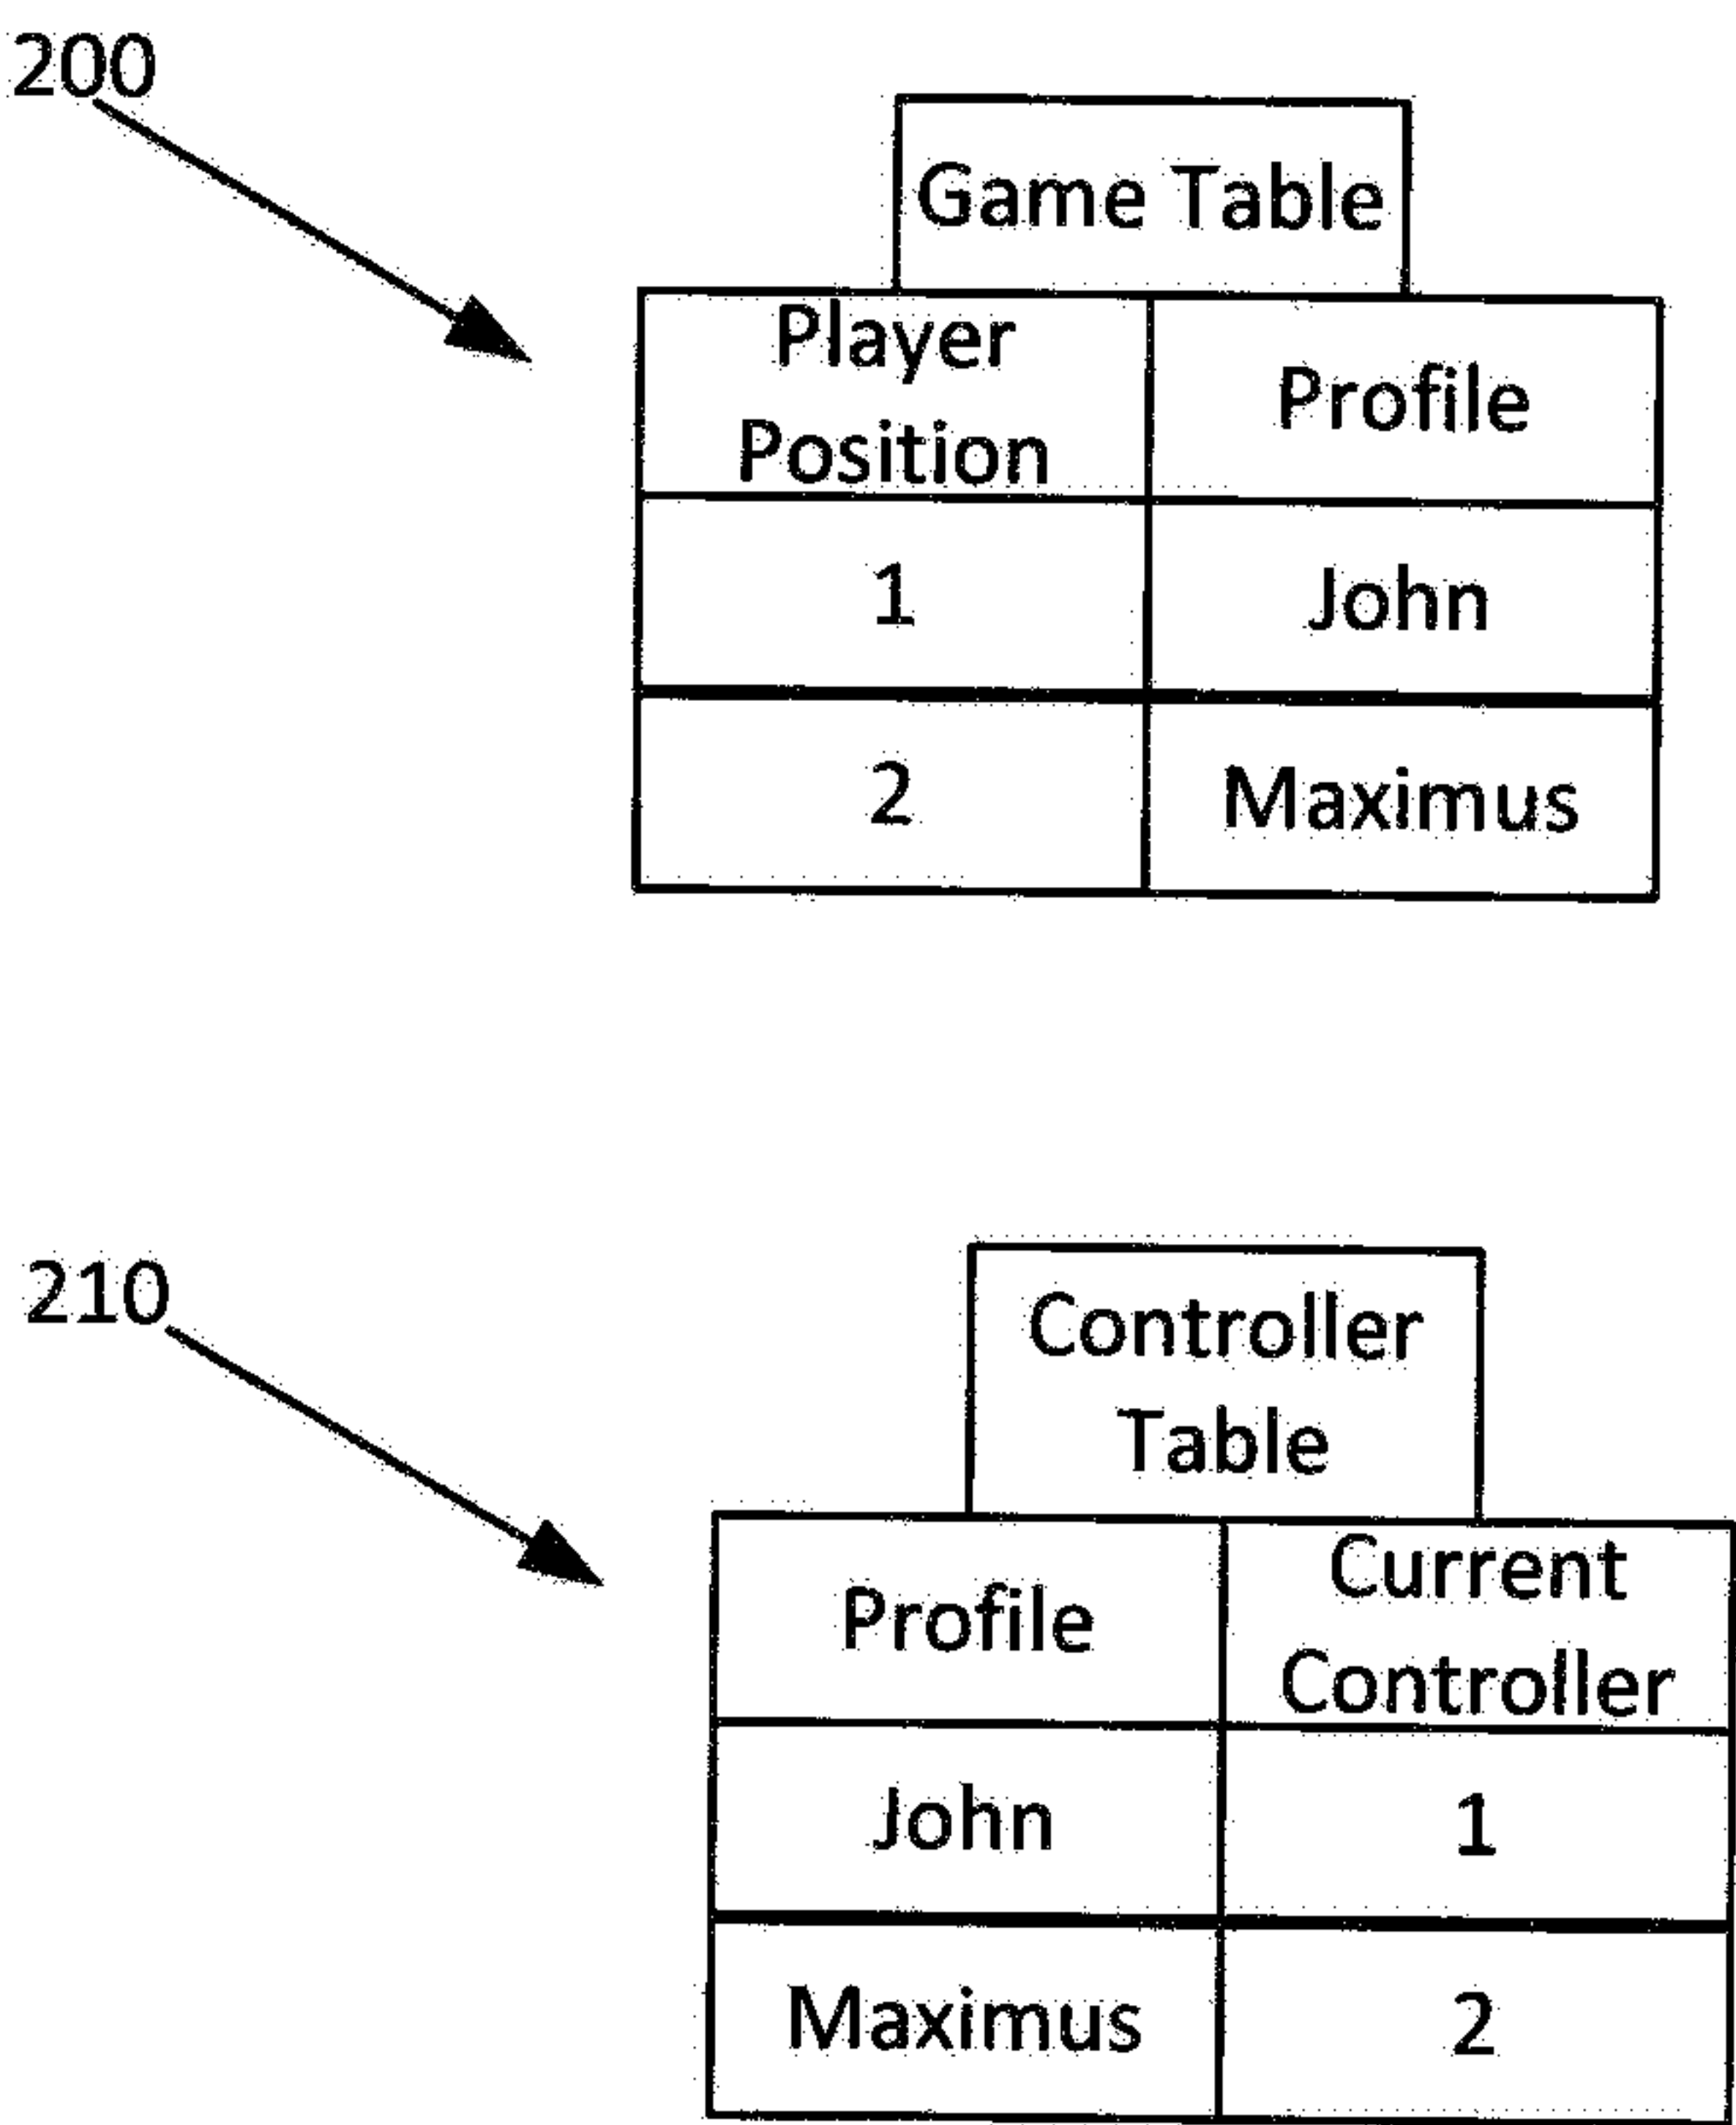 200
Game Table
Player
Position
Profile
1
John
2
Maximus
210
Controller
Table
Profile
Current
Controller
John
1
Maximus
2